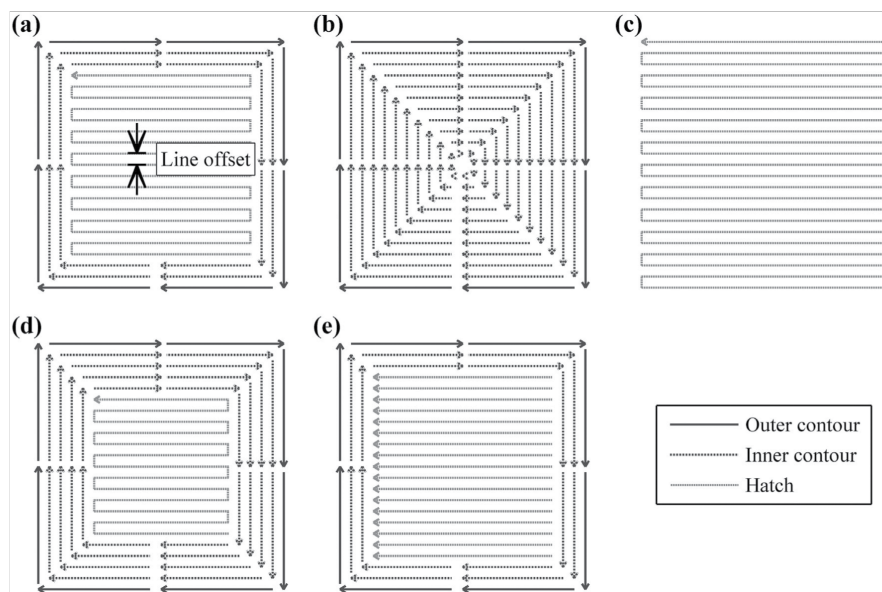 (a)
(b)
(c)
Line offset
(d)
(e)
Outer contour
Inner contour
Hatch